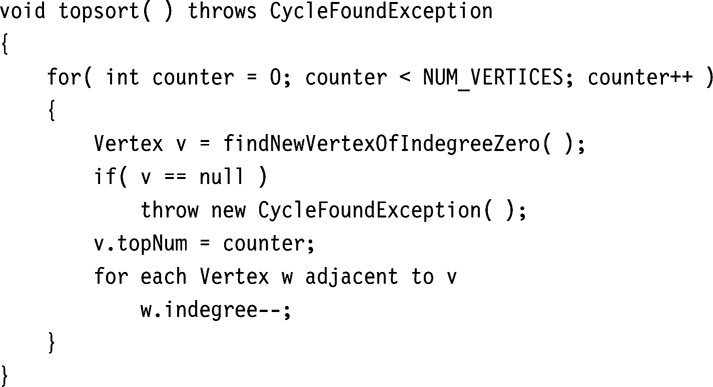 void topsort( ) throws CycleFoundException
{
    for( int counter = 0; counter < NUM_VERTICES; counter++ )
    {
        Vertex v = findNewVertexOfIndegreeZero( );
        if( v == null )
            throw new CycleFoundException( );
        v.topNum = counter;
        for each Vertex w adjacent to v
            w.indegree--;
    }
}